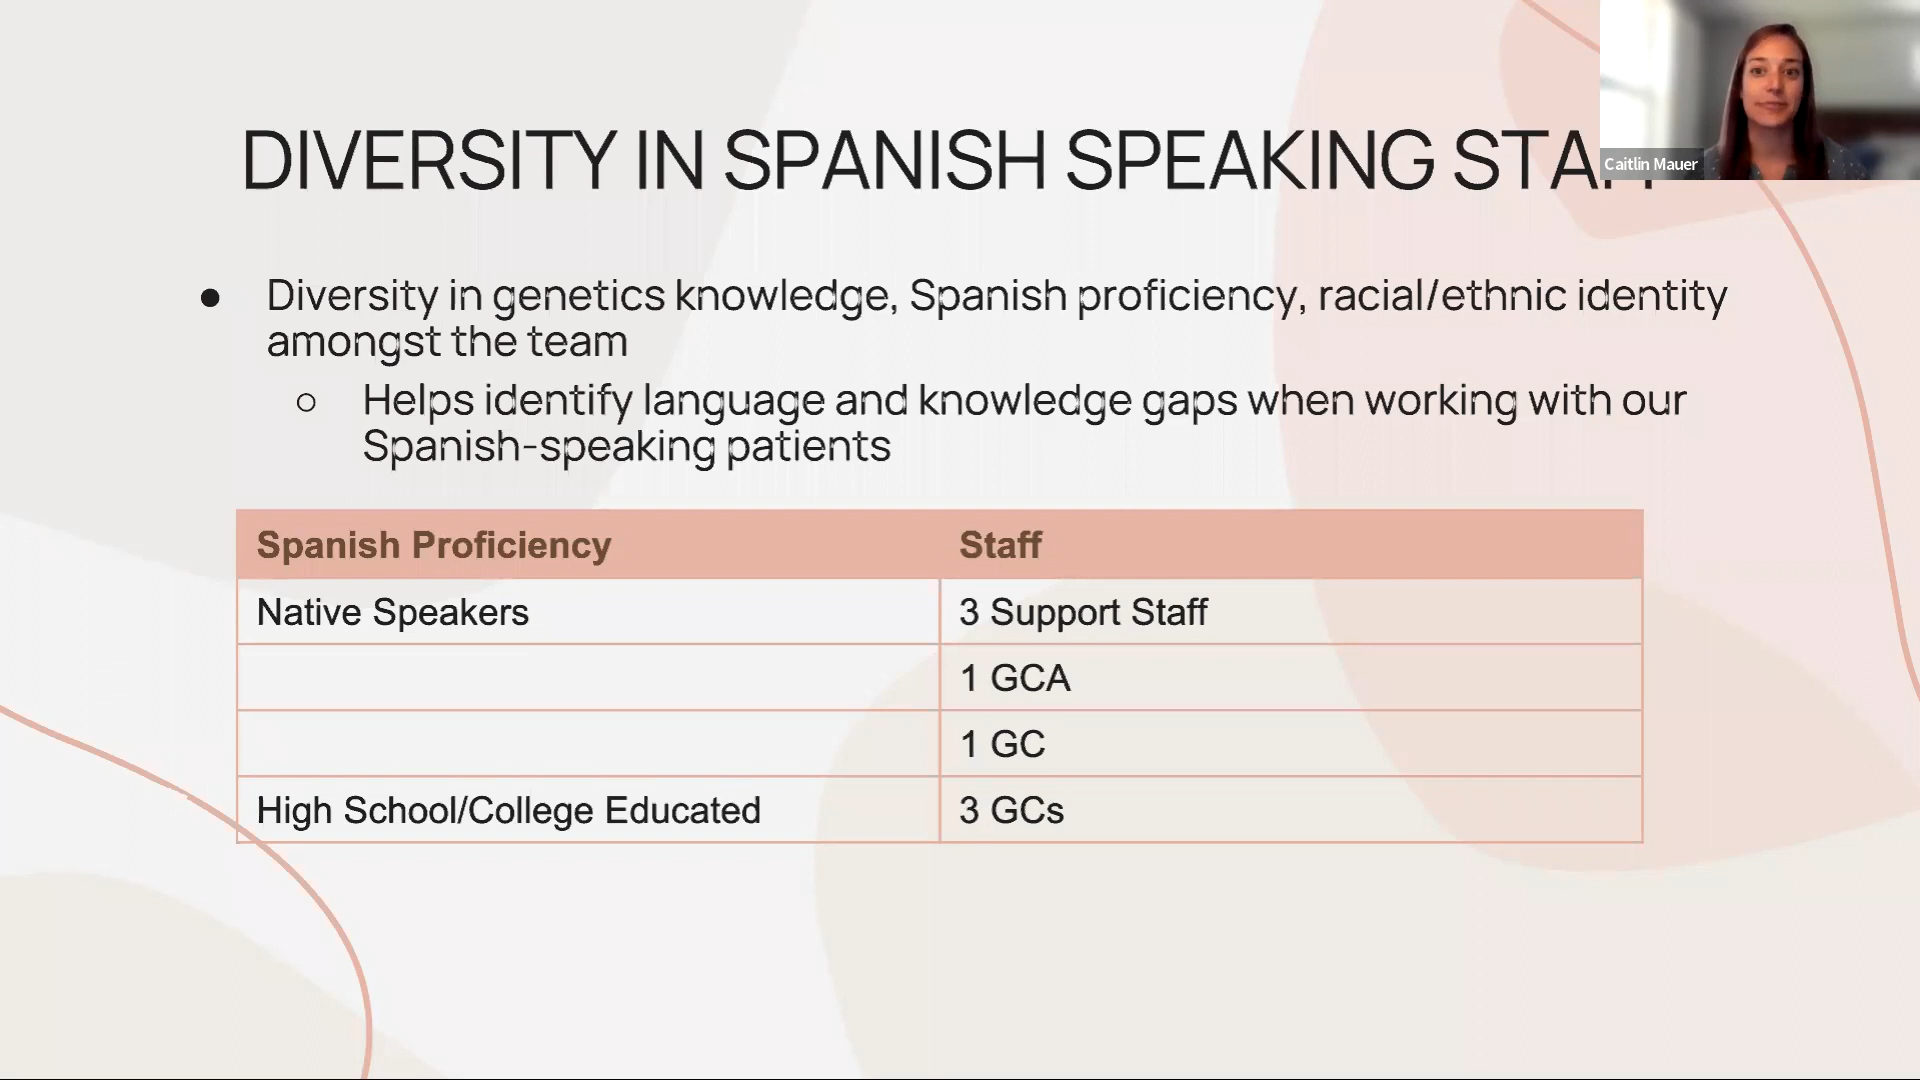 DIVERSITY IN SPANISH SPEAKING
Caitlin Mauer
● Diversity in genetics knowledge, Spanish proficiency, racial/ethnic identity
amongst the team
○ Helps identify language and knowledge gaps when working with our
Spanish-speaking patients
Spanish Proficiency Staff
Native Speakers 3 Support Staff
1 GCA
1 GC
High School/College Educated 3 GCs